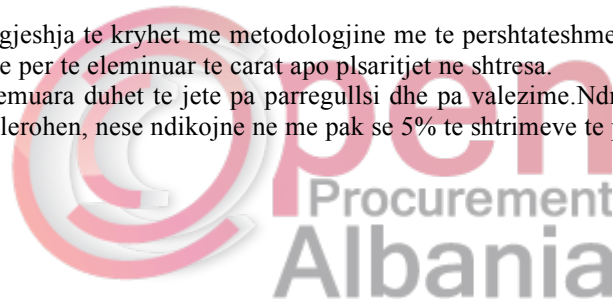 gjeshja te kryhet me metodologjine me te pershtateshme
e per te eleminuar te carat apo plsaritjet ne shtresa.
emuara duhet te jete pa parregullsi dhe pa valezime.Ndr
lerohen, nese ndikojne ne me pak se 5% te shtrimeve te
Open
Procurement
Albania